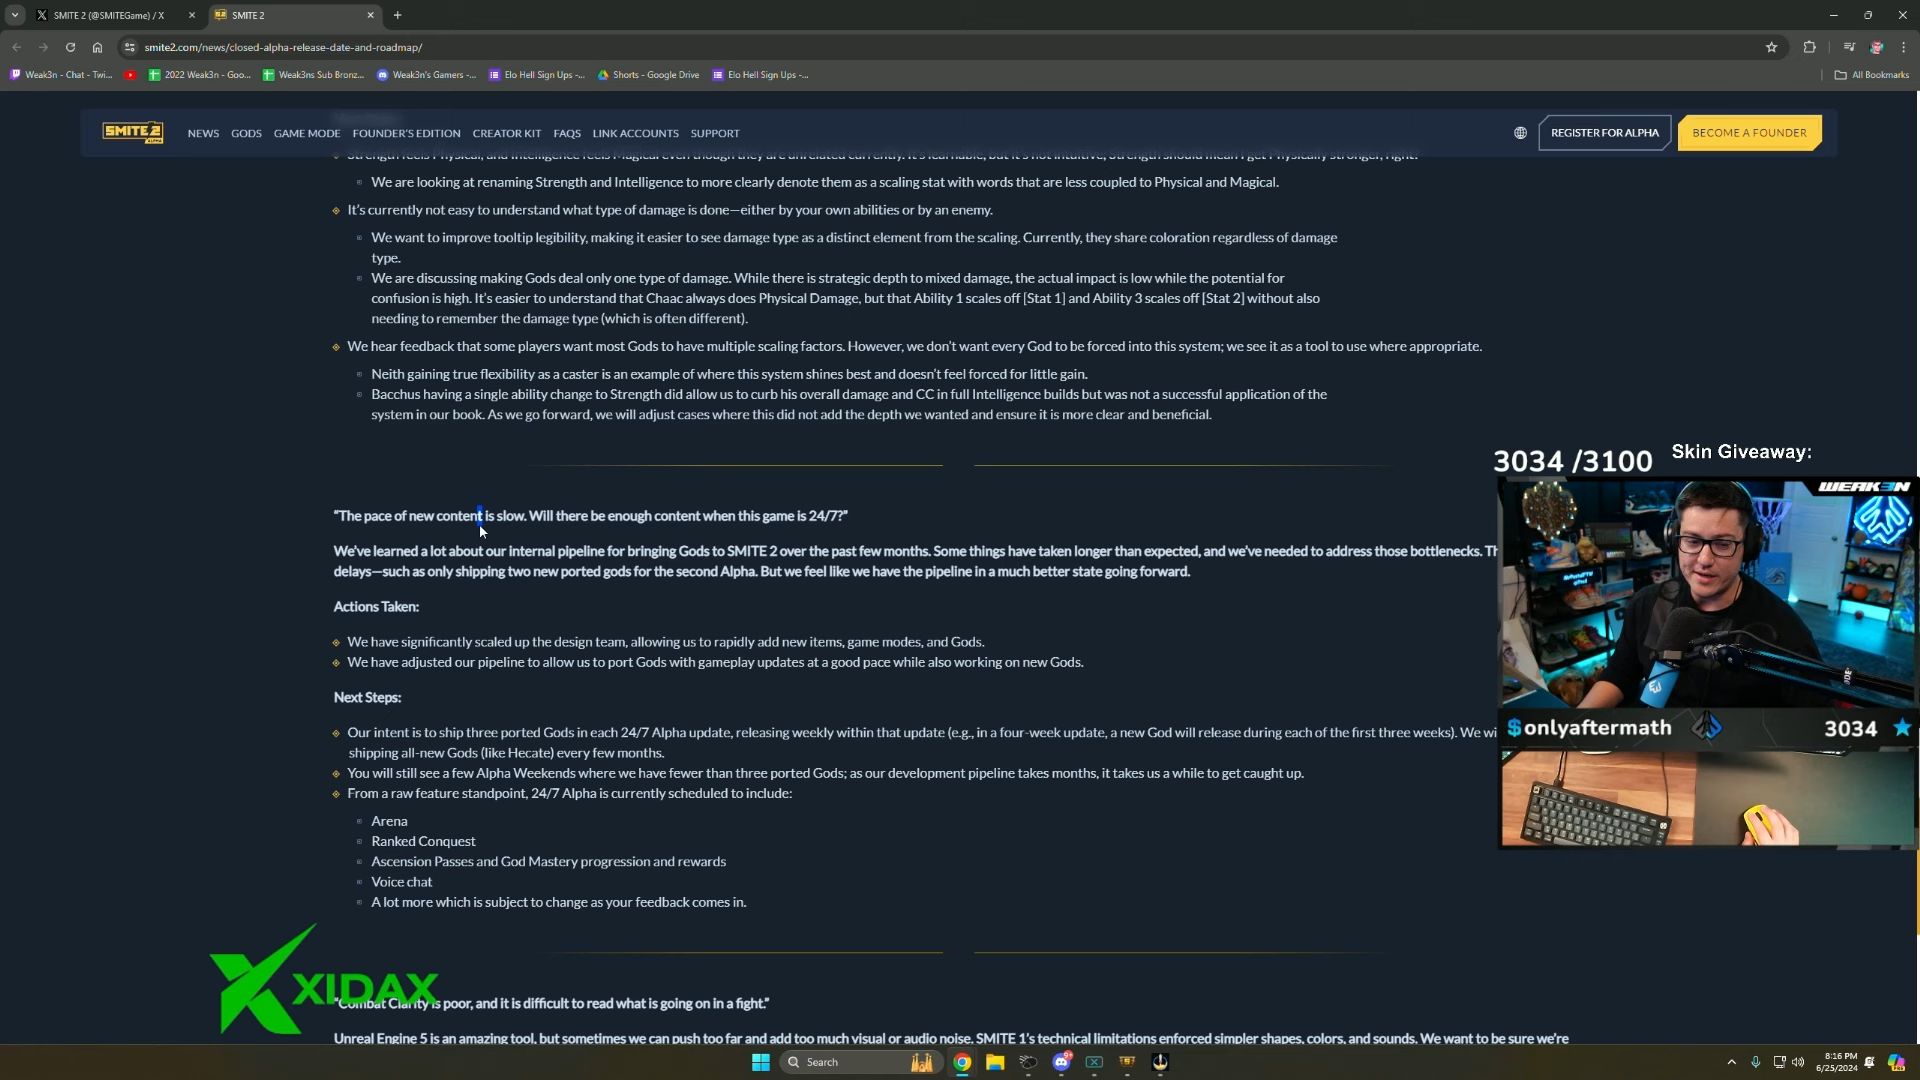 SMITE 2 (@SMITEGame) / X
SMITE 2
smite2.com/news/closed-alpha-release-date-and-roadmap/
Weak3n - Chat - Twi...
2022 Weak3n - Goo...
Weak3ns Sub Bronz...
Weak3n's Gamers -...
Elo Hell Sign Ups -...
Shorts - Google Drive
Elo Hell Sign Ups -...
All Bookmarks
SMITE 2
ALPHA
NEWS
GODS
GAME MODE
FOUNDER'S EDITION
CREATOR KIT
FAQS
LINK ACCOUNTS
SUPPORT
REGISTER FOR ALPHA
BECOME A FOUNDER
Strength feels Physical, and Intelligence feels Magical even though they are unrelated currently. It's learnable, but it's not intuitive, Strength should mean I get Physically stronger, right?
We are looking at renaming Strength and Intelligence to more clearly denote them as a scaling stat with words that are less coupled to Physical and Magical.
It's currently not easy to understand what type of damage is done—either by your own abilities or by an enemy.
We want to improve tooltip legibility, making it easier to see damage type as a distinct element from the scaling. Currently, they share coloration regardless of damage
type.
We are discussing making Gods deal only one type of damage. While there is strategic depth to mixed damage, the actual impact is low while the potential for
confusion is high. It's easier to understand that Chaac always does Physical Damage, but that Ability 1 scales off [Stat 1] and Ability 3 scales off [Stat 2] without also
needing to remember the damage type (which is often different).
We hear feedback that some players want most Gods to have multiple scaling factors. However, we don't want every God to be forced into this system; we see it as a tool to use where appropriate.
Neith gaining true flexibility as a caster is an example of where this system shines best and doesn't feel forced for little gain.
Bacchus having a single ability change to Strength did allow us to curb his overall damage and CC in full Intelligence builds but was not a successful application of the
system in our book. As we go forward, we will adjust cases where this did not add the depth we wanted and ensure it is more clear and beneficial.
3034 /3100
Skin Giveaway:
WEAK3N
"The pace of new content is slow. Will there be enough content when this game is 24/7?"
We've learned a lot about our internal pipeline for bringing Gods to SMITE 2 over the past few months. Some things have taken longer than expected, and we've needed to address those bottlenecks. Th
delays—such as only shipping two new ported gods for the second Alpha. But we feel like we have the pipeline in a much better state going forward.
Actions Taken:
We have significantly scaled up the design team, allowing us to rapidly add new items, game modes, and Gods.
We have adjusted our pipeline to allow us to port Gods with gameplay updates at a good pace while also working on new Gods.
Next Steps:
Our intent is to ship three ported Gods in each 24/7 Alpha update, releasing weekly within that update (e.g., in a four-week update, a new God will release during each of the first three weeks). We wi
shipping all-new Gods (like Hecate) every few months.
You will still see a few Alpha Weekends where we have fewer than three ported Gods; as our development pipeline takes months, it takes us a while to get caught up.
From a raw feature standpoint, 24/7 Alpha is currently scheduled to include:
Arena
Ranked Conquest
Ascension Passes and God Mastery progression and rewards
Voice chat
A lot more which is subject to change as your feedback comes in.
$onlyaftermath
3034
XIDAX
"Combat Clarity is poor, and it is difficult to read what is going on in a fight."
Unreal Engine 5 is an amazing tool, but sometimes we can push too far and add too much visual or audio noise. SMITE 1's technical limitations enforced simpler shapes, colors, and sounds. We want to be sure we're
Search
8:16 PM
6/25/2024